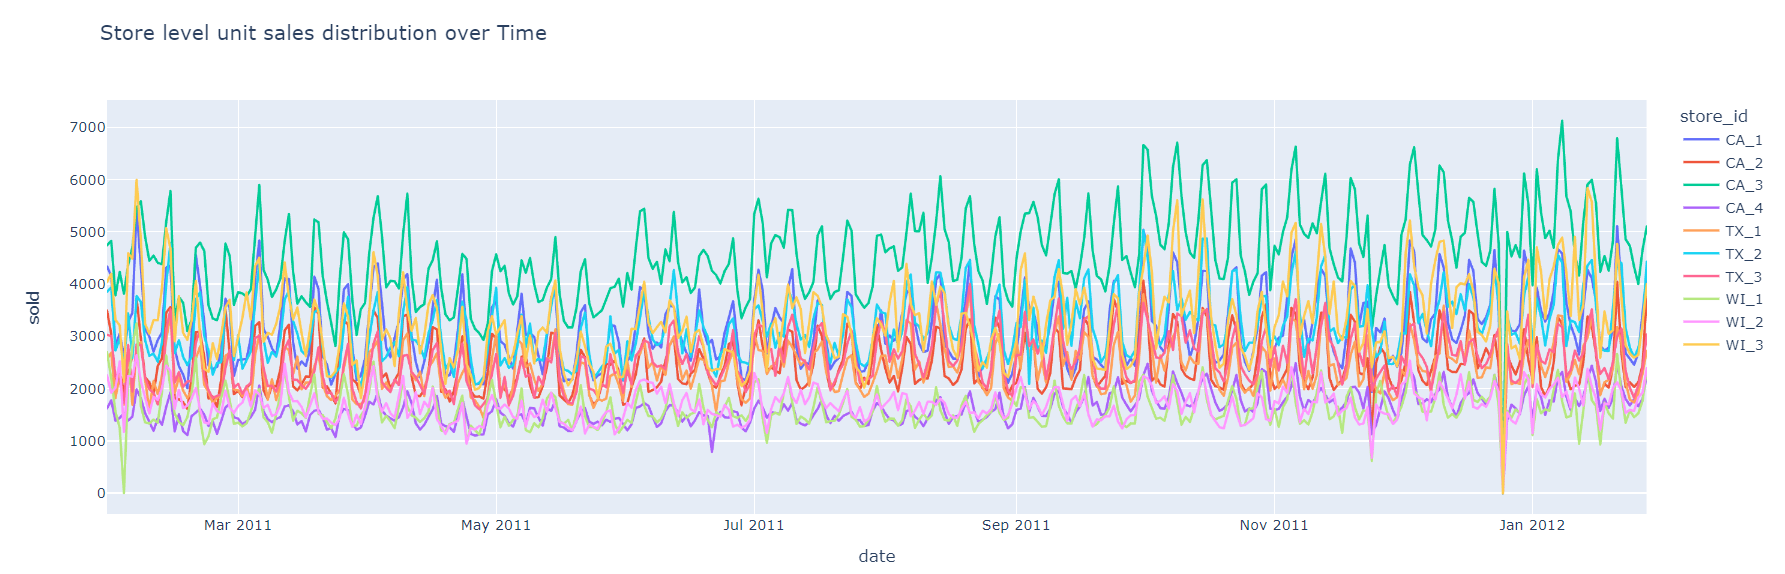 Store level unit sales distribution over Time
sold
7000
6000
5000
4000
3000
2000
1000
0
Mar 2011
May 2011
Jul 2011
Sep 2011
Nov 2011
Jan 2012
date
store_id
CA_1
CA_2
CA_3
CA_4
TX_1
TX_2
TX_3
WI_1
WI_2
WI_3